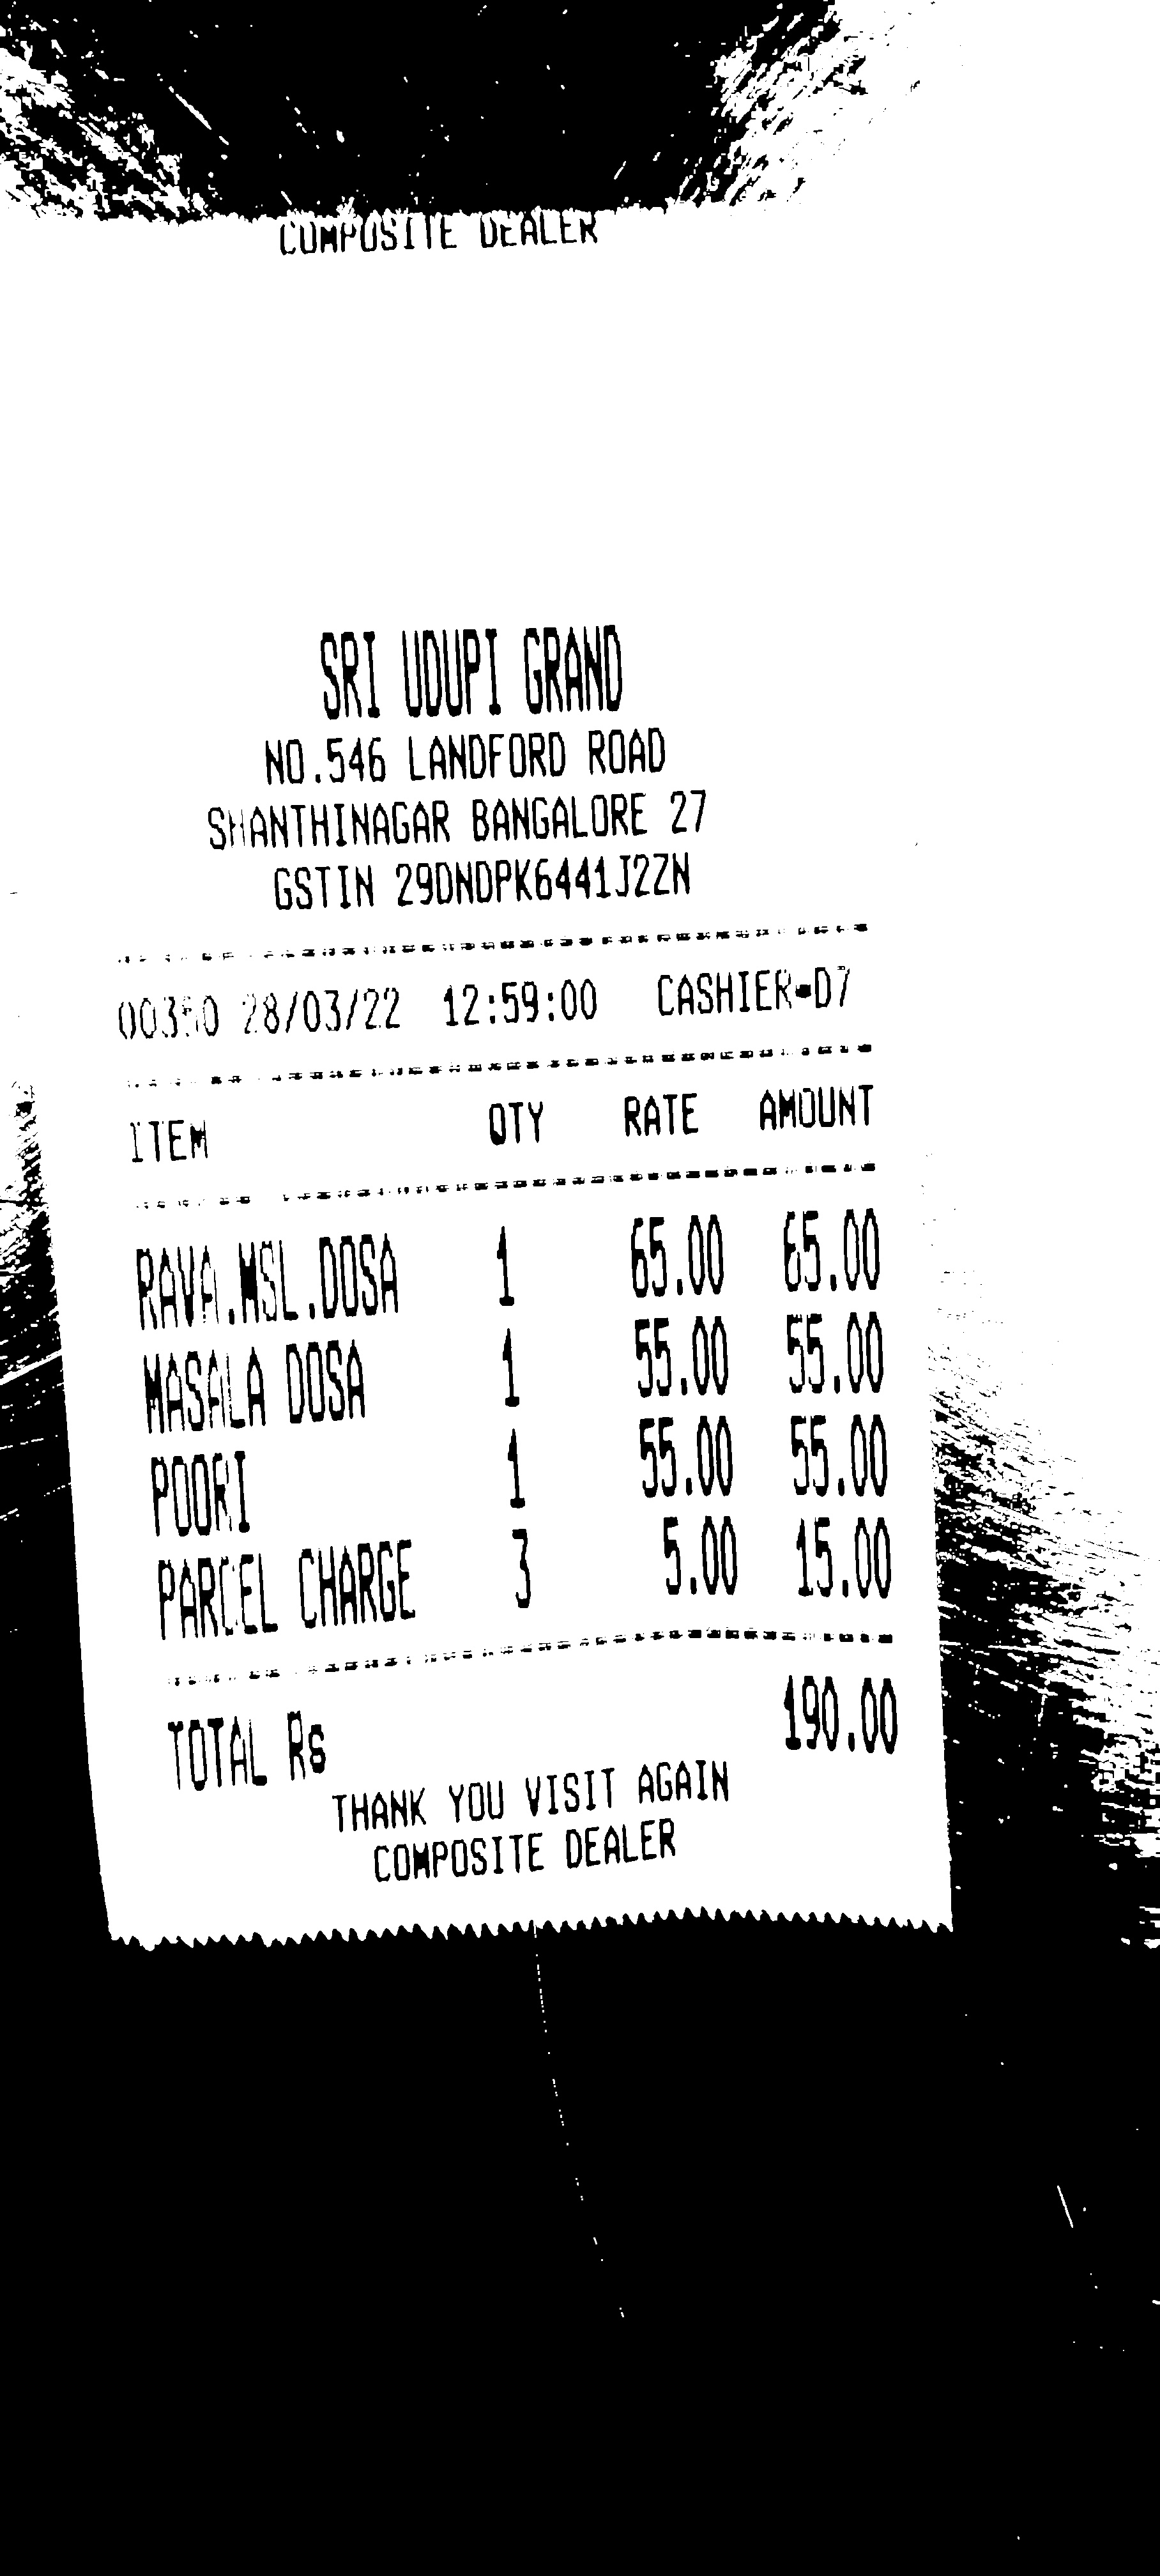 COMPOSITE DEALER
SRI UDUPI GRAND
NO.546 LANDFORD ROAD
SHANTHINAGAR BANGALORE 27
GSTIN 29DNDPK6441J2ZN
00350 28/03/22 12:59:00 CASHIER-D7
ITEM QTY RATE AMOUNT
RAVA.MSL.DOSA 1 65.00 65.00
MASALA DOSA 1 55.00 55.00
POORI 1 55.00 55.00
PARCEL CHARGE 3 5.00 15.00
TOTAL Rs 190.00
THANK YOU VISIT AGAIN
COMPOSITE DEALER